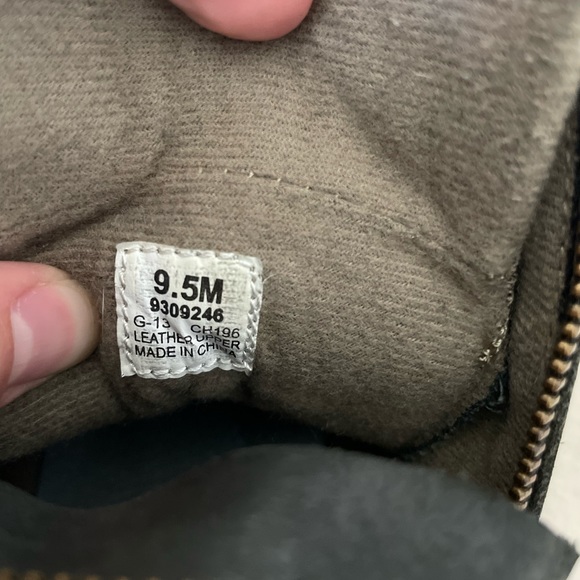 9.5M
9309246
G-13 CH196
LEATHER UPPER
MADE IN CHINA